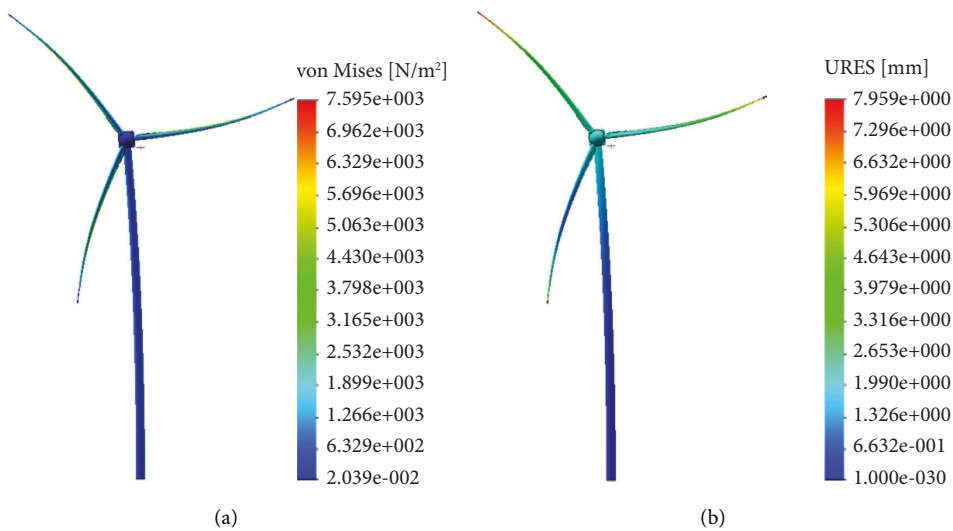 von Mises [N/m²]
7.595e+003
6.962e+003
6.329e+003
5.696e+003
5.063e+003
4.430e+003
3.798e+003
3.165e+003
2.532e+003
1.899e+003
1.266e+003
6.329e+002
2.039e-002
(a)
URES [mm]
7.959e+000
7.296e+000
6.632e+000
5.969e+000
5.306e+000
4.643e+000
3.979e+000
3.316e+000
2.653e+000
1.990e+000
1.326e+000
6.632e-001
1.000e-030
(b)